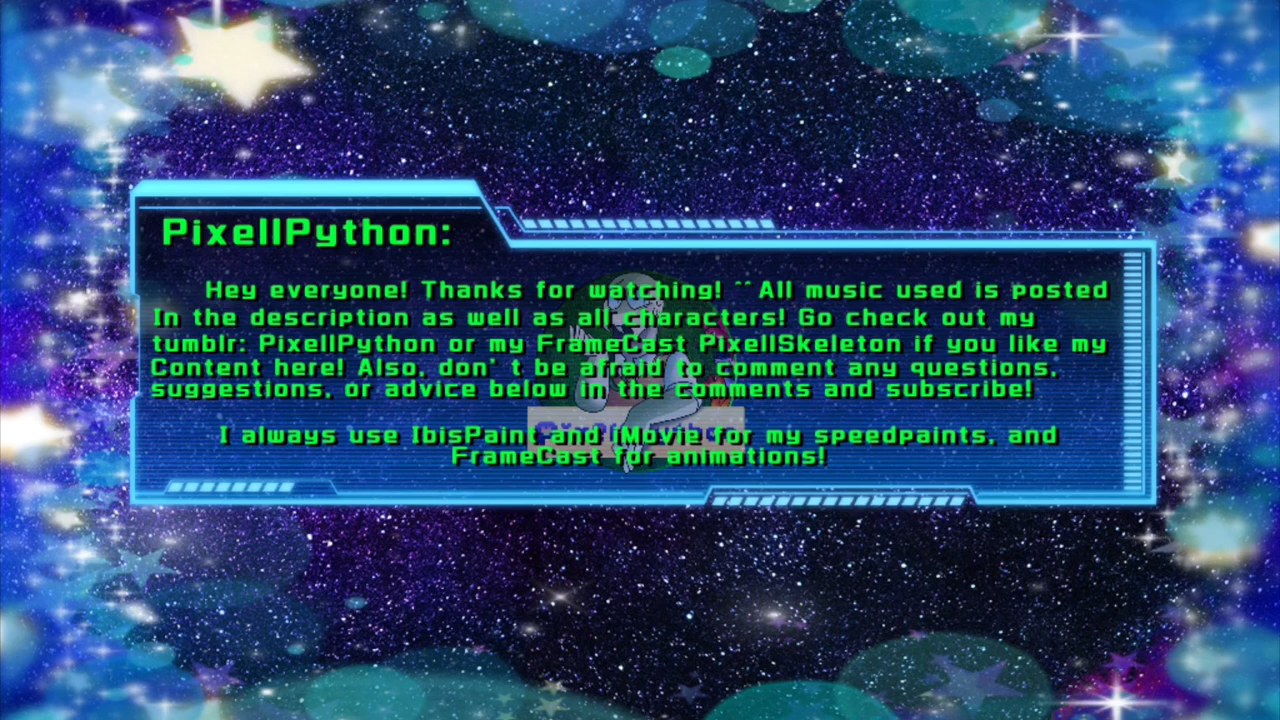 PixellPython:
Hey everyone! Thanks for watching! ^^ All music used is posted
In the description as well as all characters! Go check out my
tumblr: PixellPython or my FrameCast PixellSkeleton if you like my
Content here! Also, don't be afraid to comment any questions,
suggestions, or advice below in the comments and subscribe!
I always use IbisPaint and iMovie for my speedpaints, and
FrameCast for animations!